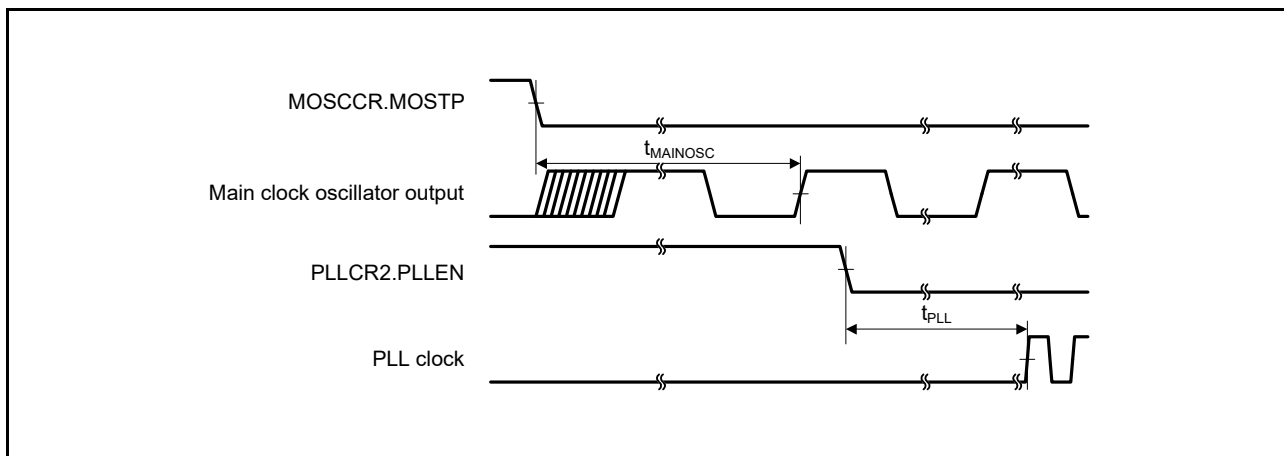 MOSCCR.MOSTP
tMAINOSC
Main clock oscillator output
PLLCR2.PLLEN
tPLL
PLL clock